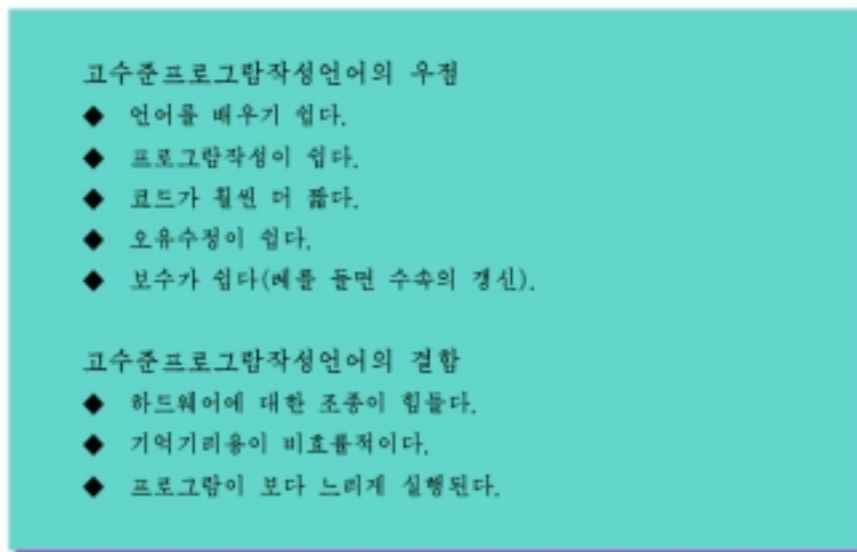 고수준프로그람작성언어의 우점
◆ 언어를 배우기 쉽다.
◆ 프로그람작성이 쉽다.
◆ 코드가 훨씬 더 짧다.
◆ 오유수정이 쉽다.
◆ 보수가 쉽다(례를 들면 수속의 갱신).
고수준프로그람작성언어의 결함
◆ 하드웨어에 대한 조종이 힘들다.
◆ 기억기리용이 비효률적이다.
◆ 프로그람이 보다 느리게 실행된다.